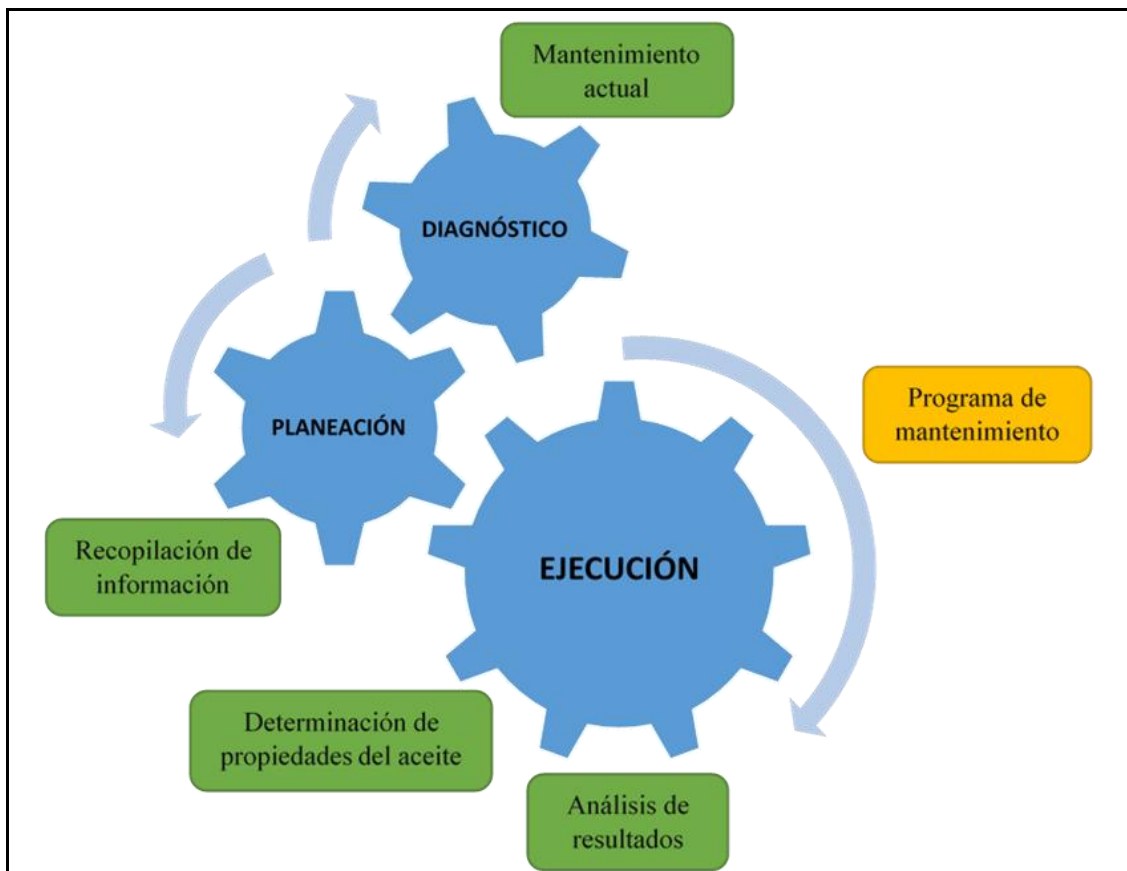 Mantenimiento
actual
DIAGNÓSTICO
PLANEACIÓN
Programa de
mantenimiento
Recopilación de
información
EJECUCIÓN
Determinación de
propiedades del aceite
Análisis de
resultados